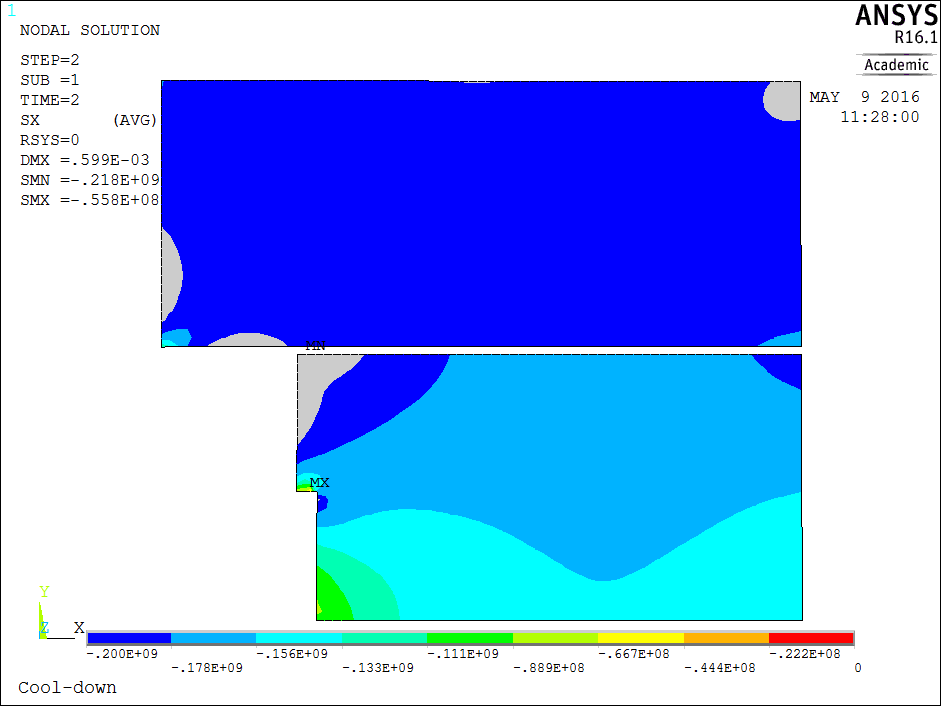 1
NODAL SOLUTION
ANSYS
R16.1
Academic
STEP=2
SUB =1
TIME=2
SX (AVG)
RSYS=0
DMX =.599E-03
SMN =-.218E+09
SMX =-.558E+08
MAY 9 2016
11:28:00
MN
MX
Y
Z X
-.200E+09 -.156E+09 -.111E+09 -.667E+08 -.222E+08
-.178E+09 -.133E+09 -.889E+08 -.444E+08 0
Cool-down